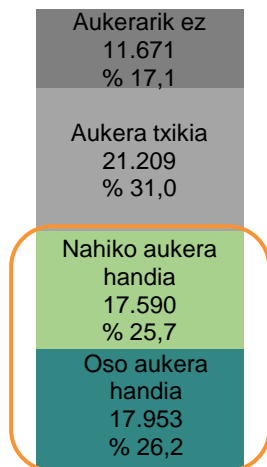 Aukerarik ez
11.671
% 17,1
Aukera txikia
21.209
% 31,0
Nahiko aukera
handia
17.590
% 25,7
Oso aukera
handia
17.953
% 26,2